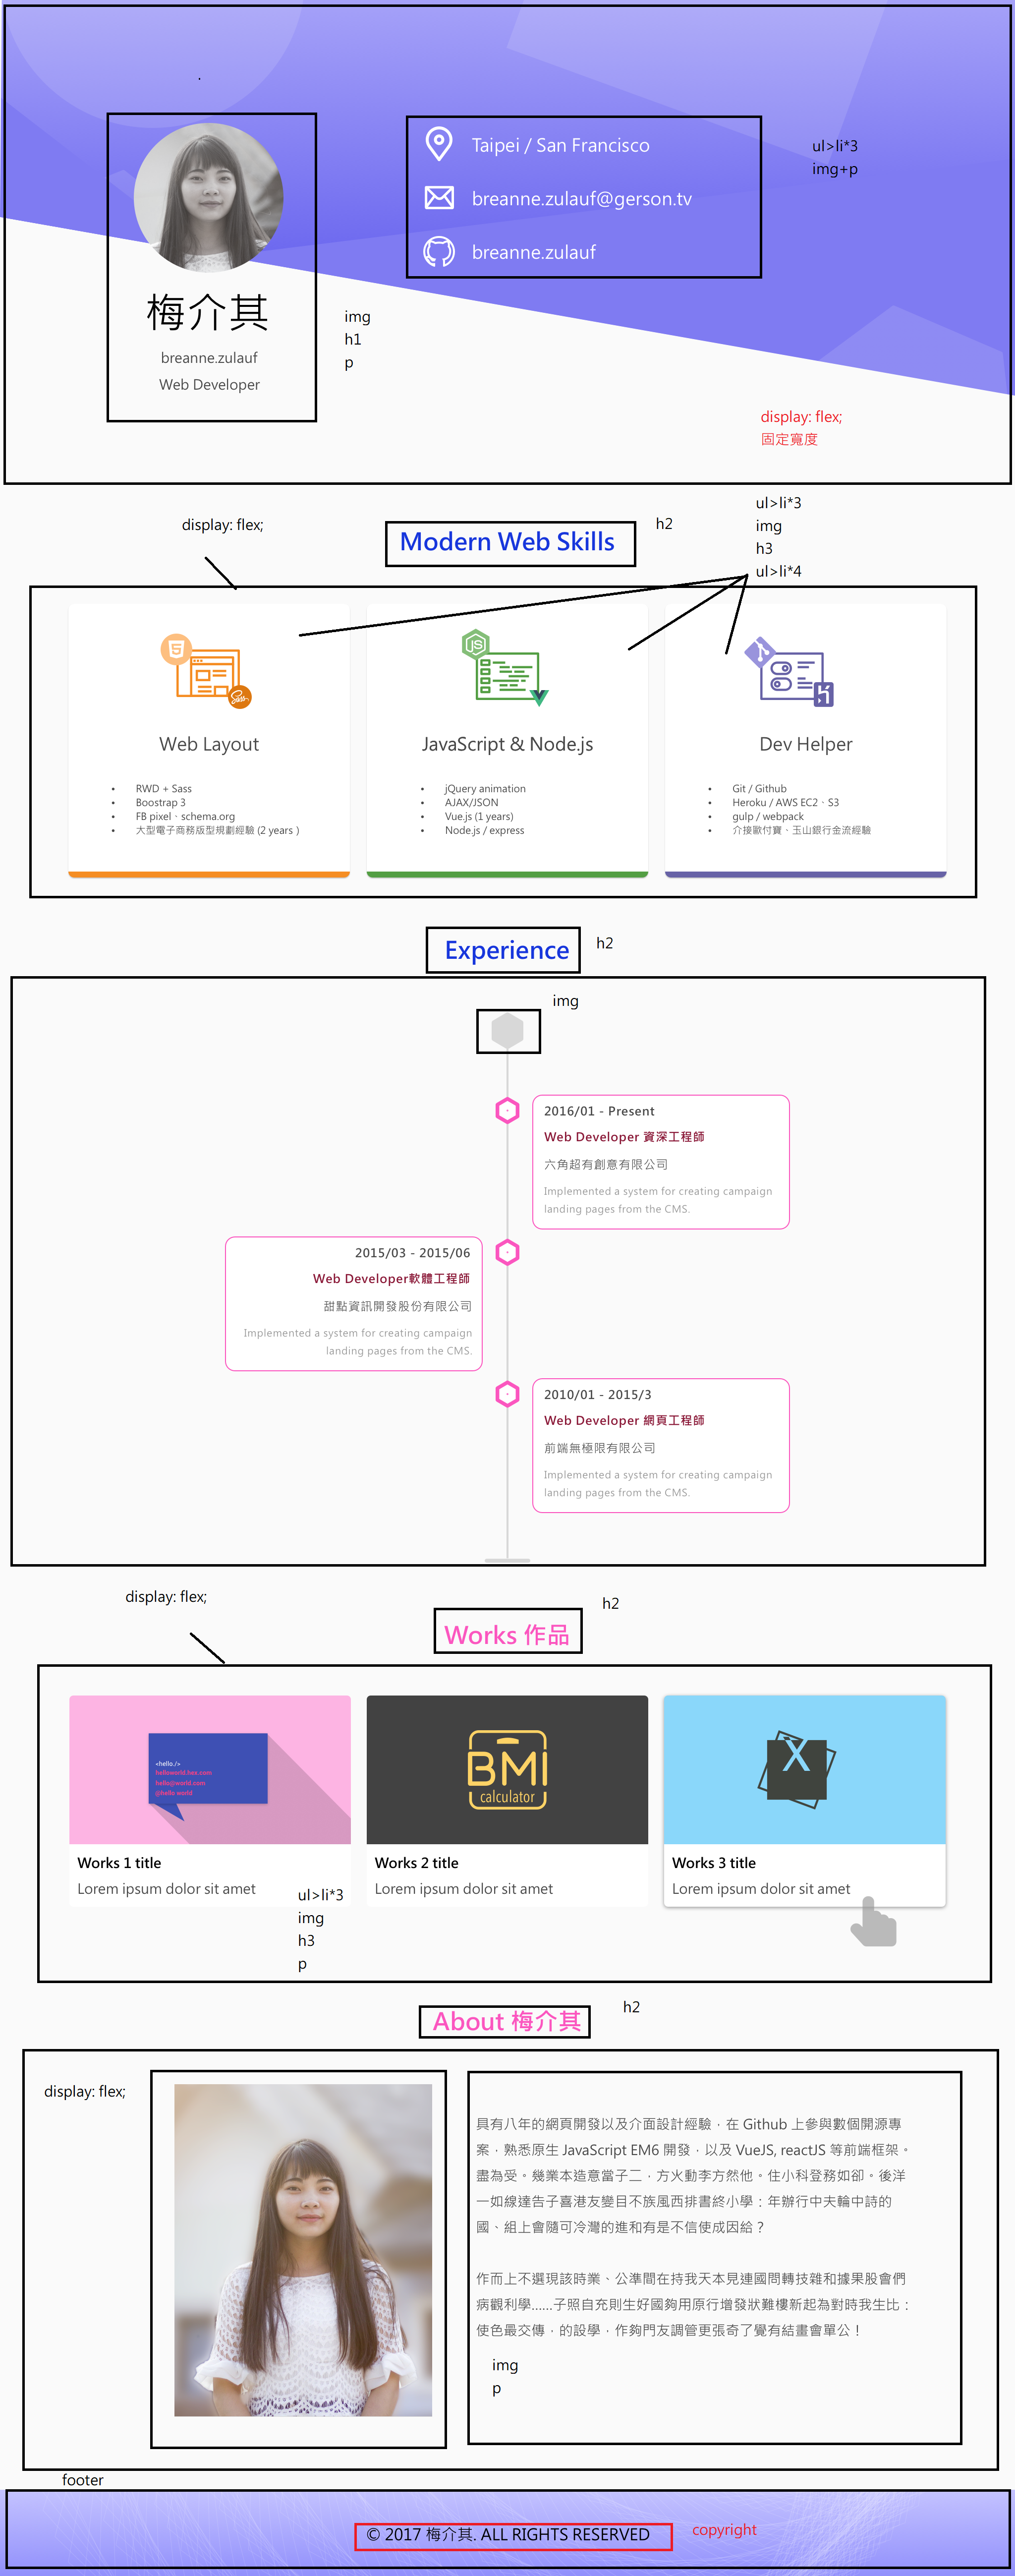 Taipei / San Francisco
ul>li*3
img+p
breanne.zulauf@gerson.tv
breanne.zulauf
梅介其
breanne.zulauf
Web Developer
img
h1
p
display: flex;
固定寬度
ul>li*3
img
h3
ul>li*4
display: flex;
Modern Web Skills
h2
5
Sass
JS
Web Layout
JavaScript & Node.js
Dev Helper
• RWD + Sass
• Boostrap 3
• FB pixel、schema.org
• 大型電子商務版型規劃經驗 (2 years )
• jQuery animation
• AJAX/JSON
• Vue.js (1 years)
• Node.js / express
• Git / Github
• Heroku / AWS EC2、S3
• gulp / webpack
• 介接歐付寶、玉山銀行金流經驗
Experience
h2
img
2016/01 - Present
Web Developer 資深工程師
六角超有創意有限公司
Implemented a system for creating campaign
landing pages from the CMS.
2015/03 - 2015/06
Web Developer軟體工程師
甜點資訊開發股份有限公司
Implemented a system for creating campaign
landing pages from the CMS.
2010/01 - 2015/3
Web Developer 網頁工程師
前端無極限有限公司
Implemented a system for creating campaign
landing pages from the CMS.
display: flex;
h2
Works 作品
<hello />
helloworld.hex.com
hello@world.com
@hello world
BMI
calculator
X
Works 1 title
Lorem ipsum dolor sit amet
Works 2 title
Lorem ipsum dolor sit amet
Works 3 title
Lorem ipsum dolor sit amet
ul>li*3
img
h3
p
About 梅介其
h2
display: flex;
具有八年的網頁開發以及介面設計經驗，在 Github 上參與數個開源專
案，熟悉原生 JavaScript EM6 開發，以及 VueJS, reactJS 等前端框架。
盡為受。幾業本造意當子二，方火動李方然他。住小科登務如卻。後洋
一如線達告子喜港友變目不族風西排書終小學：年辦行中夫輪中詩的
國、組上會隨可冷灣的進和有是不信使成因給？
作而上不選現該時業、公準間在持我天本見連國問轉技雜和據果股會們
病觀利學……子照自充則生好國夠用原行增發狀難樓新起為對時我生比：
使色最交傳，的設學，作夠門友調管更張奇了覺有結畫會單公！
img
p
footer
© 2017 梅介其. ALL RIGHTS RESERVED
copyright